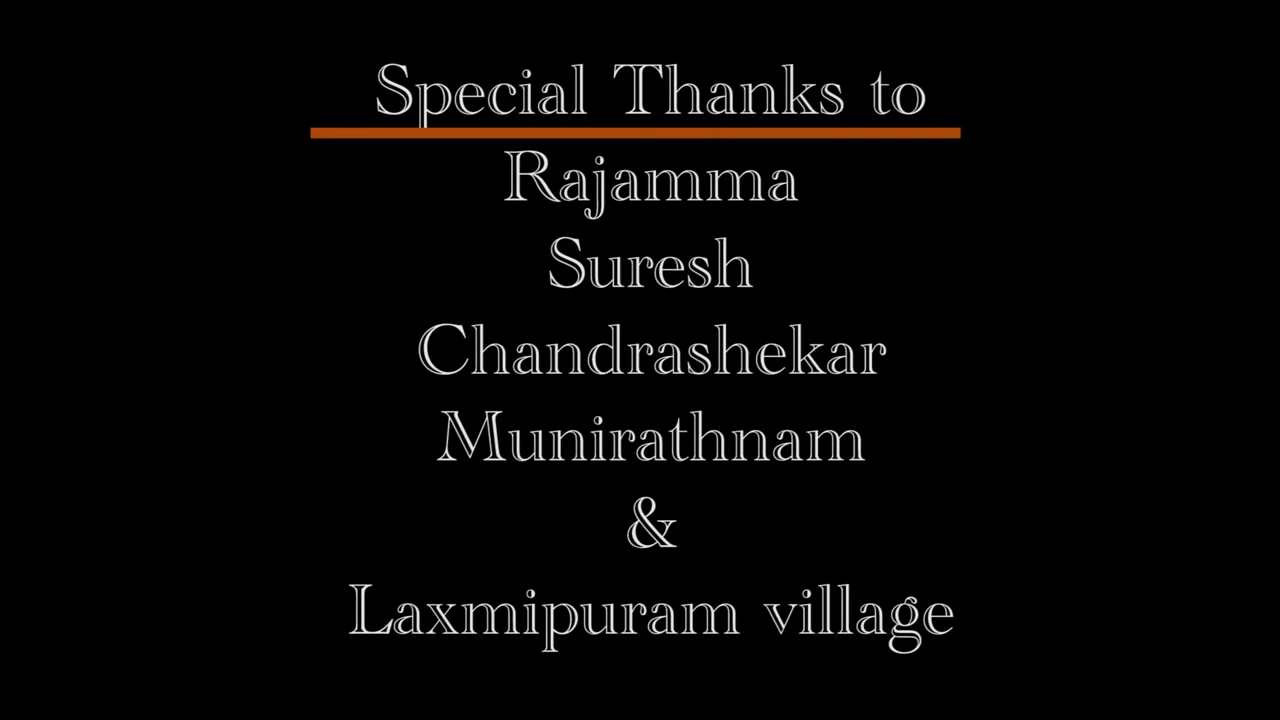 Special Thanks to
Rajamma
Suresh
Chandrashekar
Munirathnam
&
Laxmipuram village